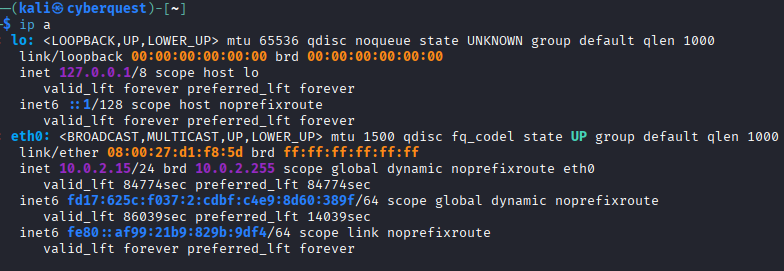 (kali㉿cyberquest)-[~]
$ ip a
lo: <LOOPBACK,UP,LOWER_UP> mtu 65536 qdisc noqueue state UNKNOWN group default qlen 1000
link/loopback 00:00:00:00:00:00 brd 00:00:00:00:00:00
inet 127.0.0.1/8 scope host lo
valid_lft forever preferred_lft forever
inet6 ::1/128 scope host noprefixroute
valid_lft forever preferred_lft forever
eth0: <BROADCAST,MULTICAST,UP,LOWER_UP> mtu 1500 qdisc fq_codel state UP group default qlen 1000
link/ether 08:00:27:d1:f8:5d brd ff:ff:ff:ff:ff:ff
inet 10.0.2.15/24 brd 10.0.2.255 scope global dynamic noprefixroute eth0
valid_lft 84774sec preferred_lft 84774sec
inet6 fd17:625c:f037:2:cdbf:c4e9:8d60:389f/64 scope global dynamic noprefixroute
valid_lft 86039sec preferred_lft 14039sec
inet6 fe80::af99:21b9:829b:9df4/64 scope link noprefixroute
valid_lft forever preferred_lft forever